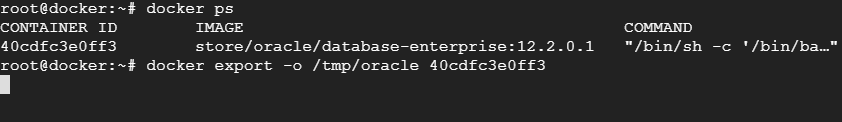 root@docker:~# docker ps
CONTAINER ID IMAGE COMMAND
40cdfc3e0ff3 store/oracle/database-enterprise:12.2.0.1 "/bin/sh -c '/bin/ba…"
root@docker:~# docker export -o /tmp/oracle 40cdfc3e0ff3